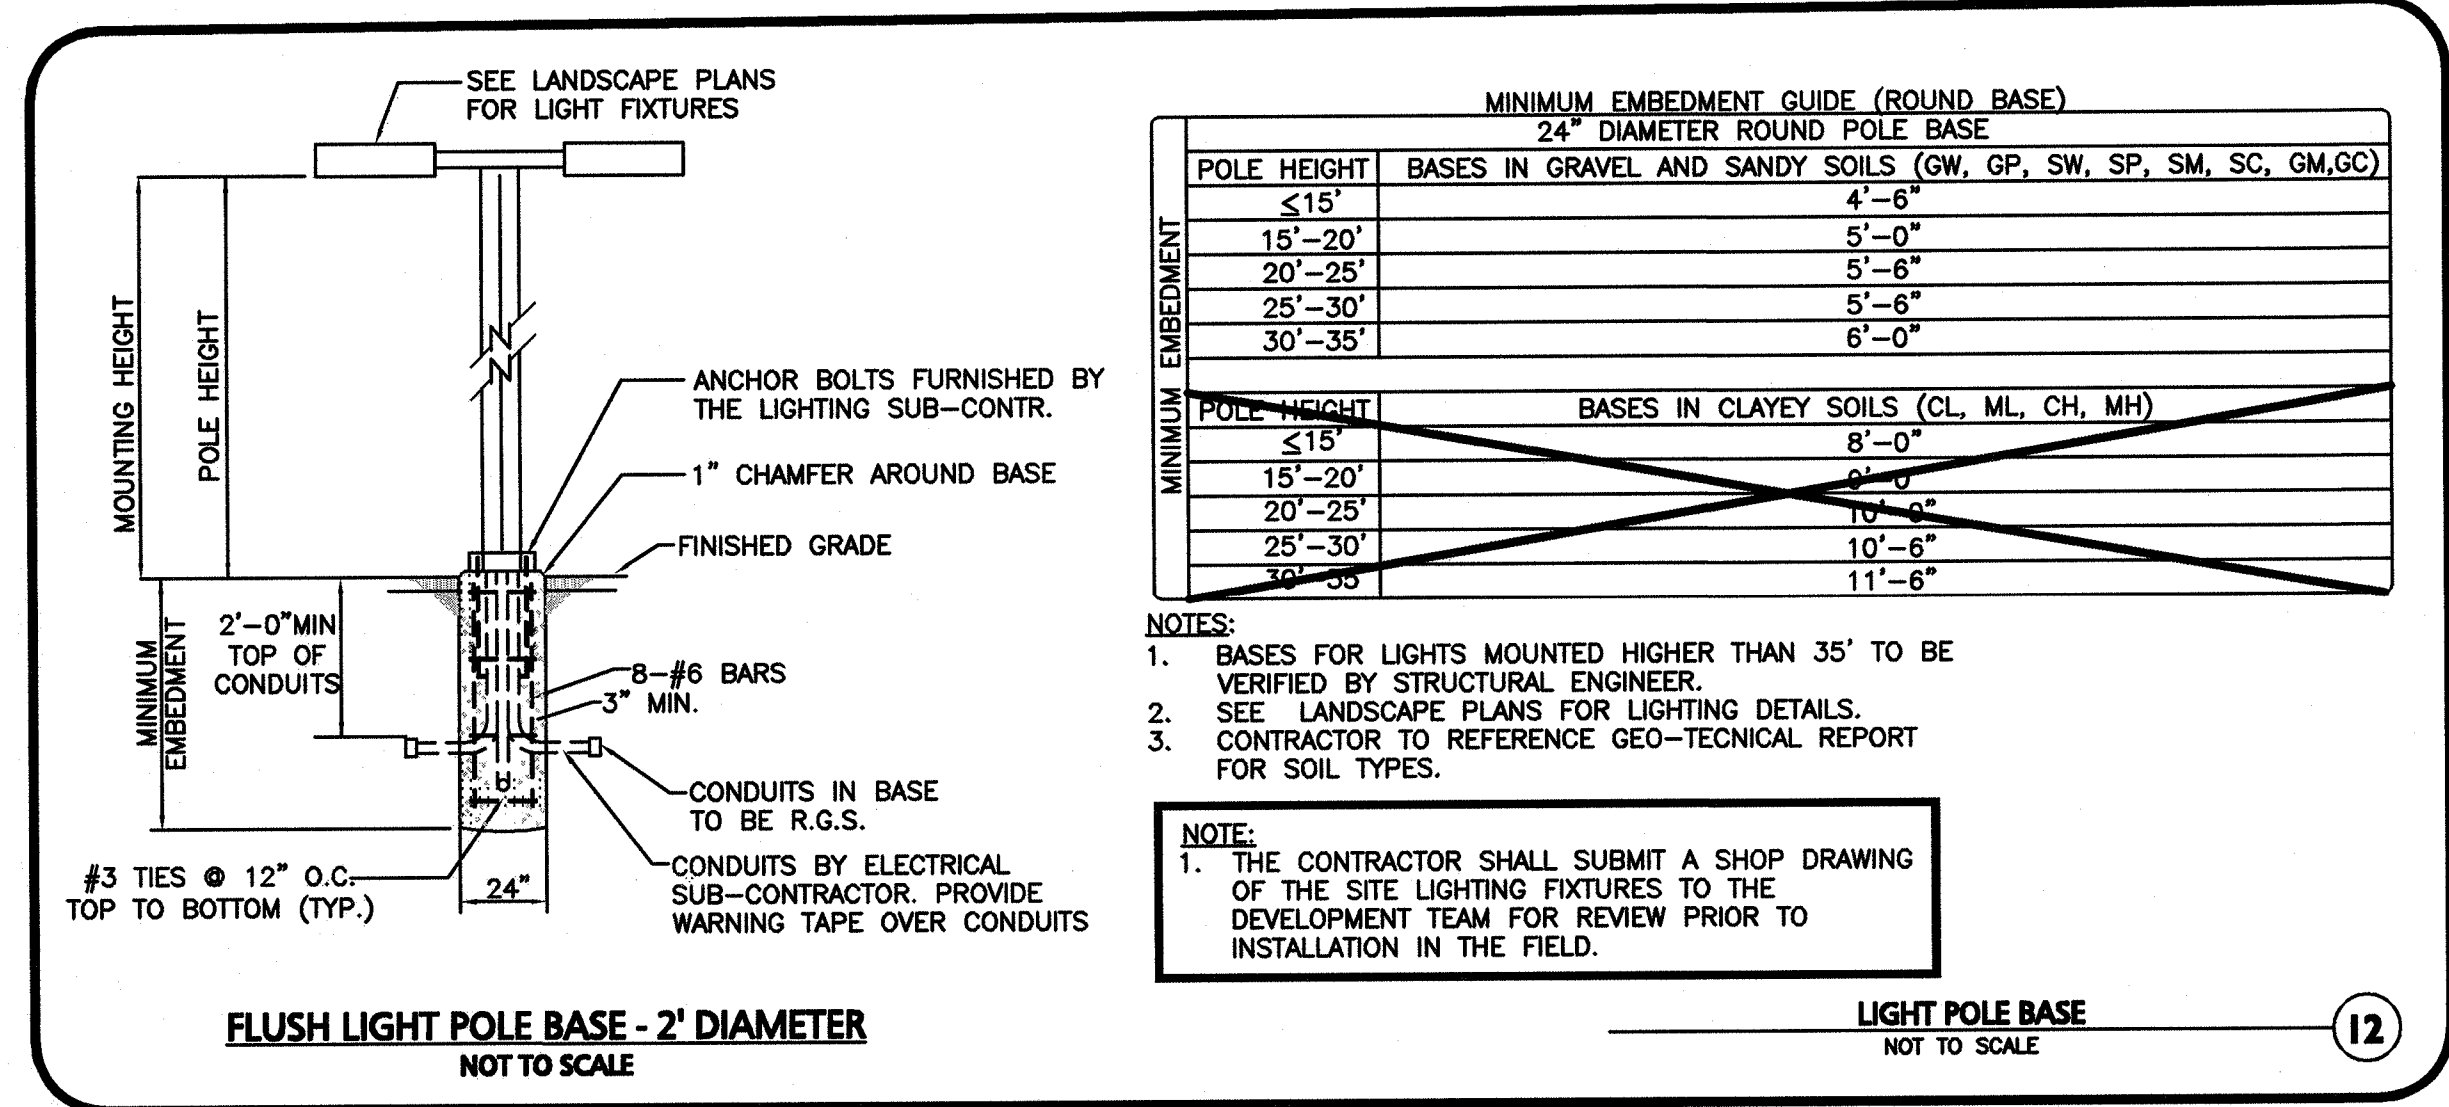 SEE LANDSCAPE PLANS
FOR LIGHT FIXTURES
MOUNTING HEIGHT
POLE HEIGHT
ANCHOR BOLTS FURNISHED BY
THE LIGHTING SUB-CONTR.
1" CHAMFER AROUND BASE
FINISHED GRADE
MINIMUM
EMBEDMENT
2'-0"MIN
TOP OF
CONDUITS
8-#6 BARS
3" MIN.
CONDUITS IN BASE
TO BE R.G.S.
CONDUITS BY ELECTRICAL
SUB-CONTRACTOR. PROVIDE
WARNING TAPE OVER CONDUITS
#3 TIES @ 12" O.C.
TOP TO BOTTOM (TYP.)
24"
FLUSH LIGHT POLE BASE - 2' DIAMETER
NOT TO SCALE
MINIMUM EMBEDMENT GUIDE (ROUND BASE)
24" DIAMETER ROUND POLE BASE
MINIMUM EMBEDMENT
POLE HEIGHT BASES IN GRAVEL AND SANDY SOILS (GW, GP, SW, SP, SM, SC, GM,GC)
≤15' 4'-6"
15'-20' 5'-0"
20'-25' 5'-6"
25'-30' 5'-6"
30'-35' 6'-0"
POLE HEIGHT BASES IN CLAYEY SOILS (CL, ML, CH, MH)
≤15' 8'-0"
15'-20' 9'-0"
20'-25' 10'-0"
25'-30' 10'-6"
30'-35' 11'-6"
NOTES:
1. BASES FOR LIGHTS MOUNTED HIGHER THAN 35' TO BE
VERIFIED BY STRUCTURAL ENGINEER.
2. SEE LANDSCAPE PLANS FOR LIGHTING DETAILS.
3. CONTRACTOR TO REFERENCE GEO-TECNICAL REPORT
FOR SOIL TYPES.
NOTE:
1. THE CONTRACTOR SHALL SUBMIT A SHOP DRAWING
OF THE SITE LIGHTING FIXTURES TO THE
DEVELOPMENT TEAM FOR REVIEW PRIOR TO
INSTALLATION IN THE FIELD.
LIGHT POLE BASE
NOT TO SCALE
12